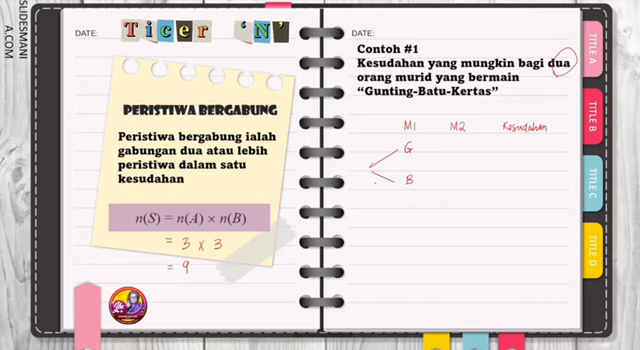 SLIDESMANI
A.COM
DATE:
Ticer 'N'
PERISTIWA BERGABUNG
Peristiwa bergabung ialah
gabungan dua atau lebih
peristiwa dalam satu
kesudahan
n(S) = n(A) × n(B)
= 3 x 3
= 9
DATE:
Contoh #1
Kesudahan yang mungkin bagi dua
orang murid yang bermain
“Gunting-Batu-Kertas”
M1 M2 Kesudahan
G
B
TITLE A
TITLE B
TITLE C
TITLE D